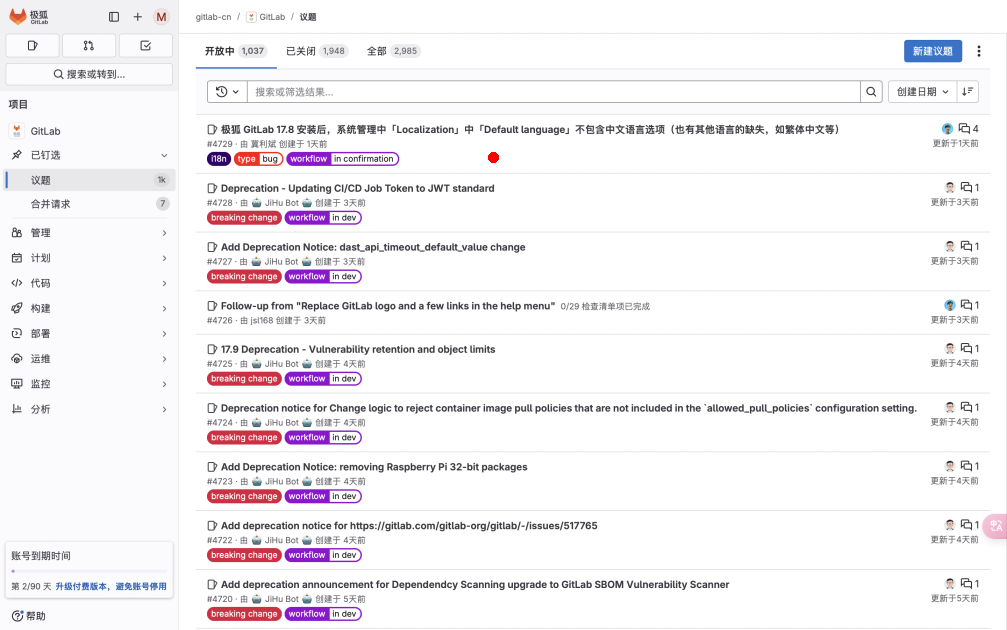 极狐
GitLab
M
搜索或转到...
项目
GitLab
已钉选
议题 1k
合并请求 7
管理
计划
代码
构建
部署
运维
监控
分析
账号到期时间
第 2/90 天 升级付费版本，避免账号停用
帮助
gitlab-cn / GitLab / 议题
开放中 1,037 已关闭 1,948 全部 2,985
新建议题
搜索或筛选结果...
创建日期
极狐 GitLab 17.8 安装后，系统管理中「Localization」中「Default language」不包含中文语言选项（也有其他语言的缺失，如繁体中文等） 4
#4729 · 由 冀利斌 创建于 1天前 更新于1天前
i18n type bug workflow in confirmation
Deprecation - Updating CI/CD Job Token to JWT standard 1
#4728 · 由 JiHu Bot 创建于 3天前 更新于3天前
breaking change workflow in dev
Add Deprecation Notice: dast_api_timeout_default_value change 1
#4727 · 由 JiHu Bot 创建于 3天前 更新于3天前
breaking change workflow in dev
Follow-up from "Replace GitLab logo and a few links in the help menu" 0/29 检查清单项已完成 1
#4726 · 由 jsl168 创建于 3天前 更新于3天前
17.9 Deprecation - Vulnerability retention and object limits 1
#4725 · 由 JiHu Bot 创建于 4天前 更新于4天前
breaking change workflow in dev
Deprecation notice for Change logic to reject container image pull policies that are not included in the `allowed_pull_policies` configuration setting. 1
#4724 · 由 JiHu Bot 创建于 4天前 更新于4天前
breaking change workflow in dev
Add Deprecation Notice: removing Raspberry Pi 32-bit packages 1
#4723 · 由 JiHu Bot 创建于 4天前 更新于4天前
breaking change workflow in dev
Add deprecation notice for https://gitlab.com/gitlab-org/gitlab/-/issues/517765 1
#4722 · 由 JiHu Bot 创建于 4天前 更新于4天前
breaking change workflow in dev
Add deprecation announcement for Dependendcy Scanning upgrade to GitLab SBOM Vulnerability Scanner 1
#4720 · 由 JiHu Bot 创建于 5天前 更新于5天前
breaking change workflow in dev